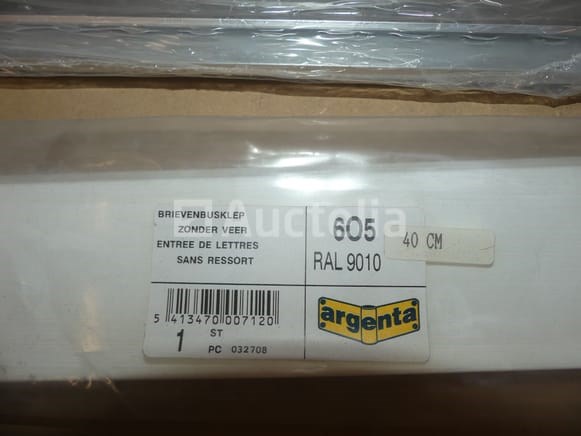 BRIEVENBUSKLEP
ZONDER VEER
ENTREE DE LETTRES
SANS RESSORT
605
RAL 9010
40 CM
5 413470 007120
1 ST
PC 032708
argenta
Auctelia